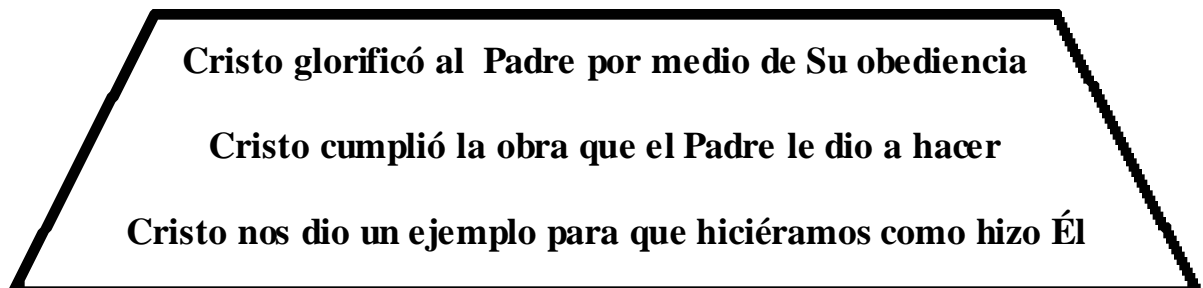 Cristo glorificó al Padre por medio de Su obediencia
Cristo cumplió la obra que el Padre le dio a hacer
Cristo nos dio un ejemplo para que hiciéramos como hizo Él